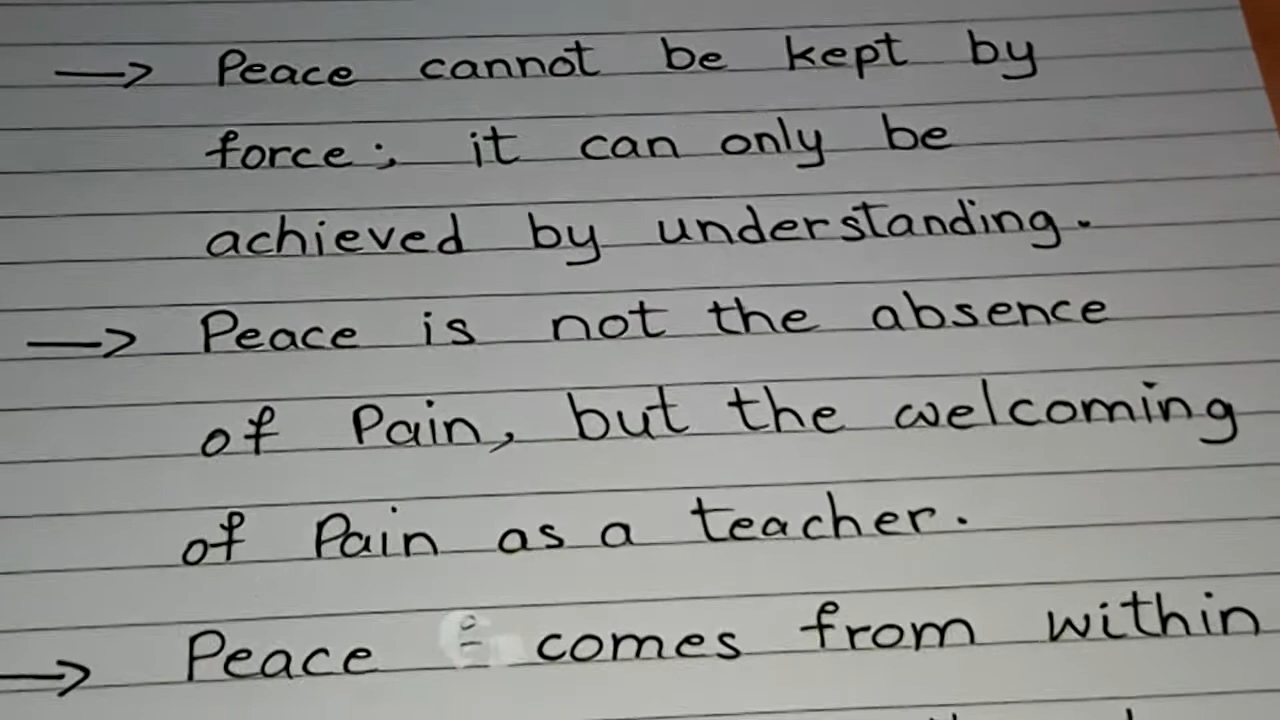 → Peace cannot be kept by
force; it can only be
achieved by understanding.
→ Peace is not the absence
of Pain, but the welcoming
of Pain as a teacher.
→ Peace comes from within